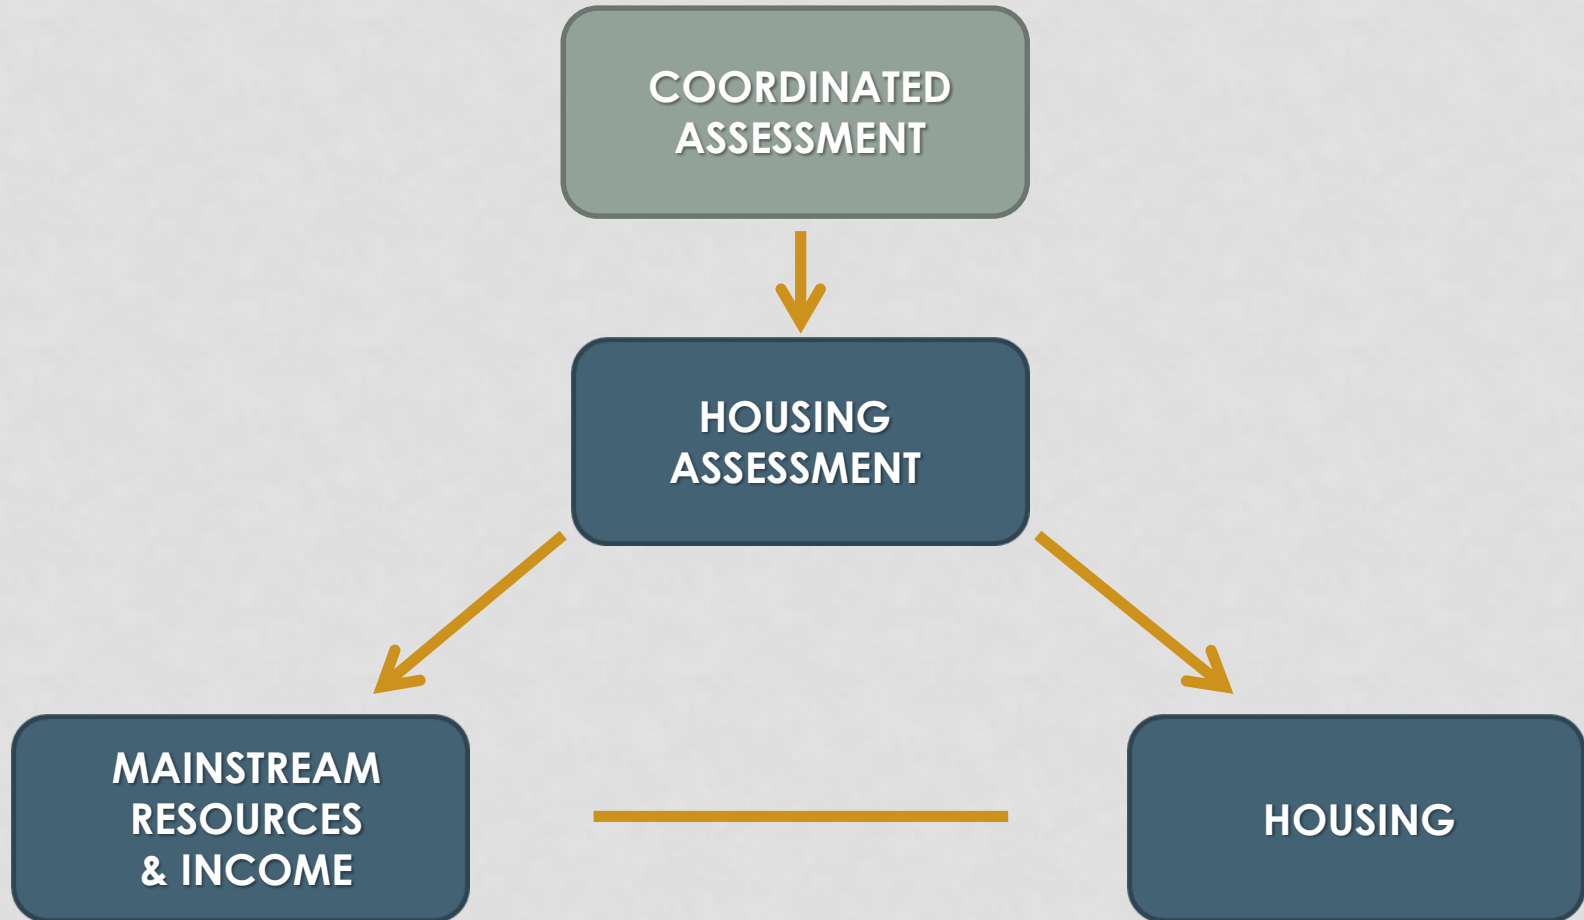 COORDINATED
ASSESSMENT
HOUSING
ASSESSMENT
MAINSTREAM
RESOURCES
& INCOME
HOUSING